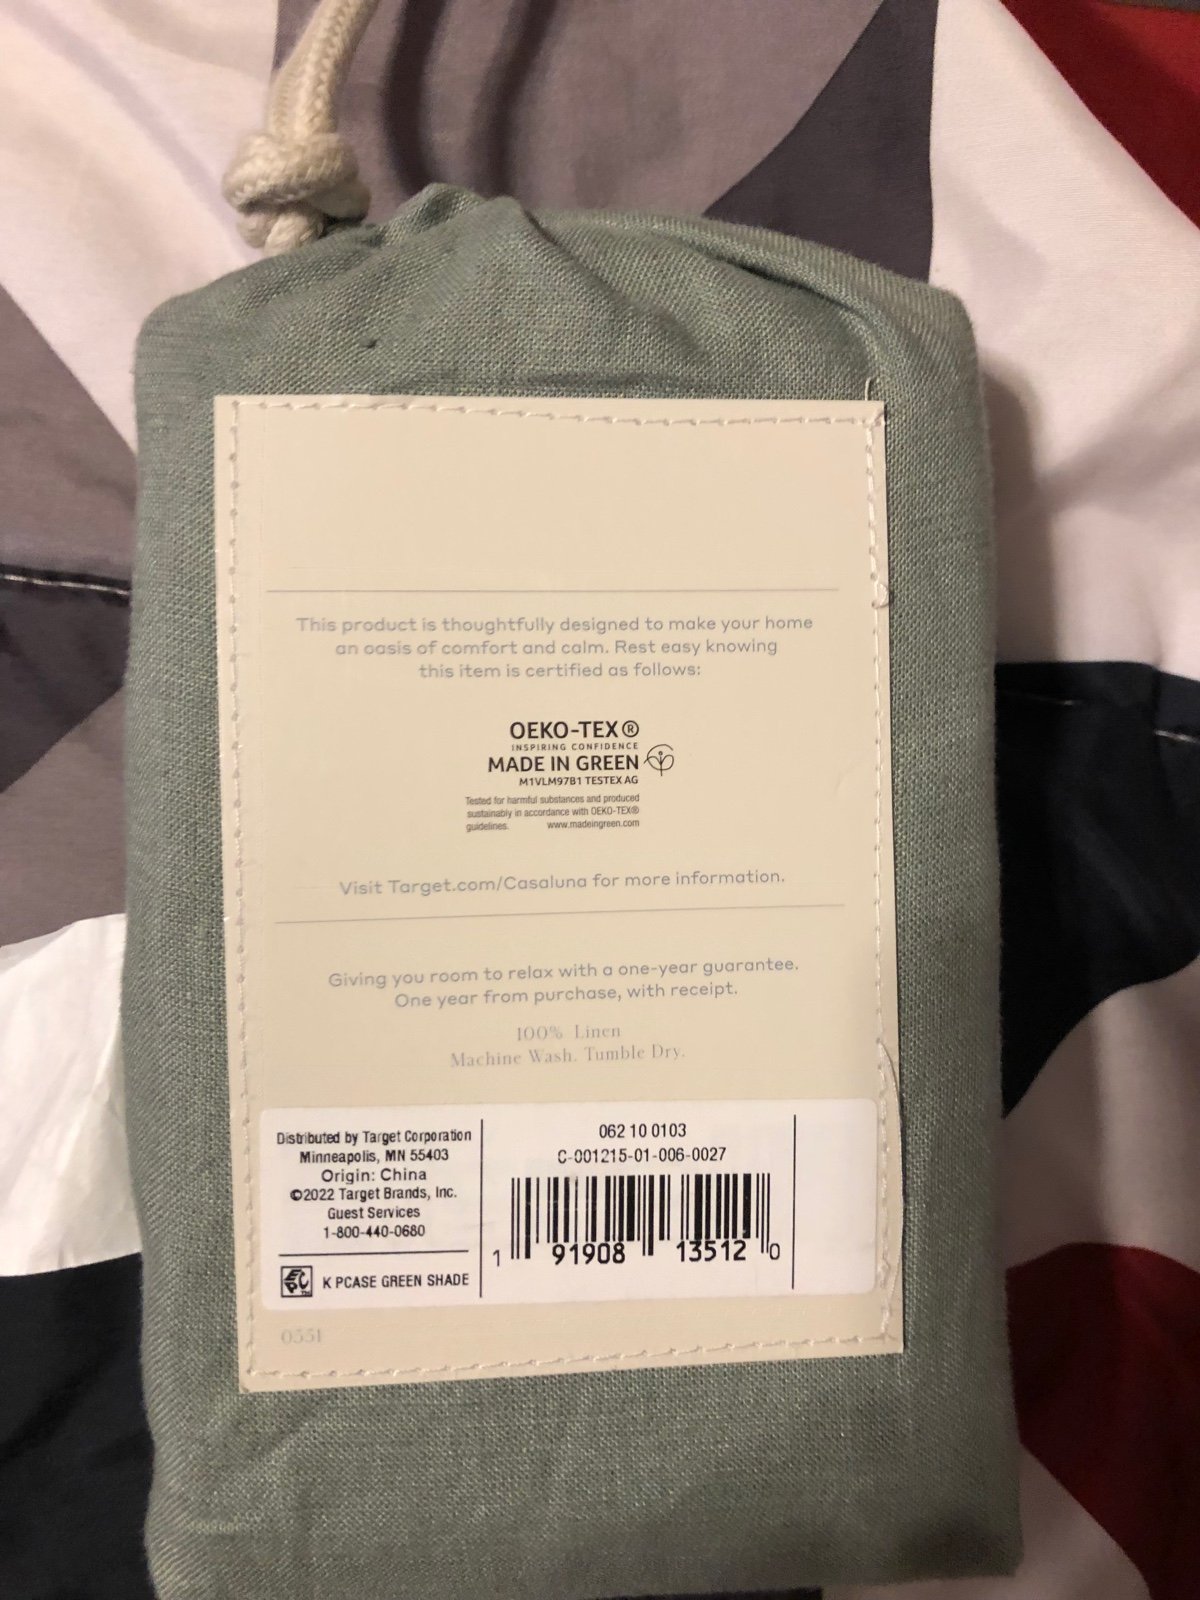 This product is thoughtfully designed to make your home
an oasis of comfort and calm. Rest easy knowing
this item is certified as follows:
OEKO-TEX®
INSPIRING CONFIDENCE
MADE IN GREEN
M1VLM97B1 TESTEX AG
Tested for harmful substances and produced
sustainably in accordance with OEKO-TEX®
guidelines. www.madeingreen.com
Visit Target.com/Casaluna for more information.
Giving you room to relax with a one-year guarantee.
One year from purchase, with receipt.
100% Linen
Machine Wash. Tumble Dry.
Distributed by Target Corporation
Minneapolis, MN 55403
Origin: China
©2022 Target Brands, Inc.
Guest Services
1-800-440-0680
K PCASE GREEN SHADE
062 10 0103
C-001215-01-006-0027
1 91908 13512 0
0551